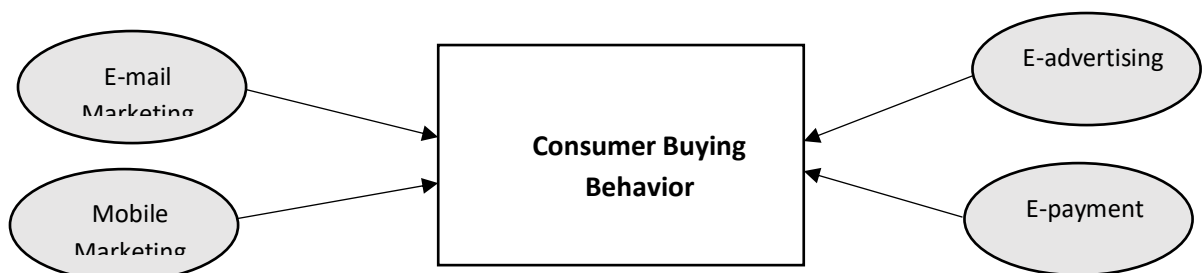 E-mail
Marketing
Mobile
Marketing
Consumer Buying
Behavior
E-advertising
E-payment